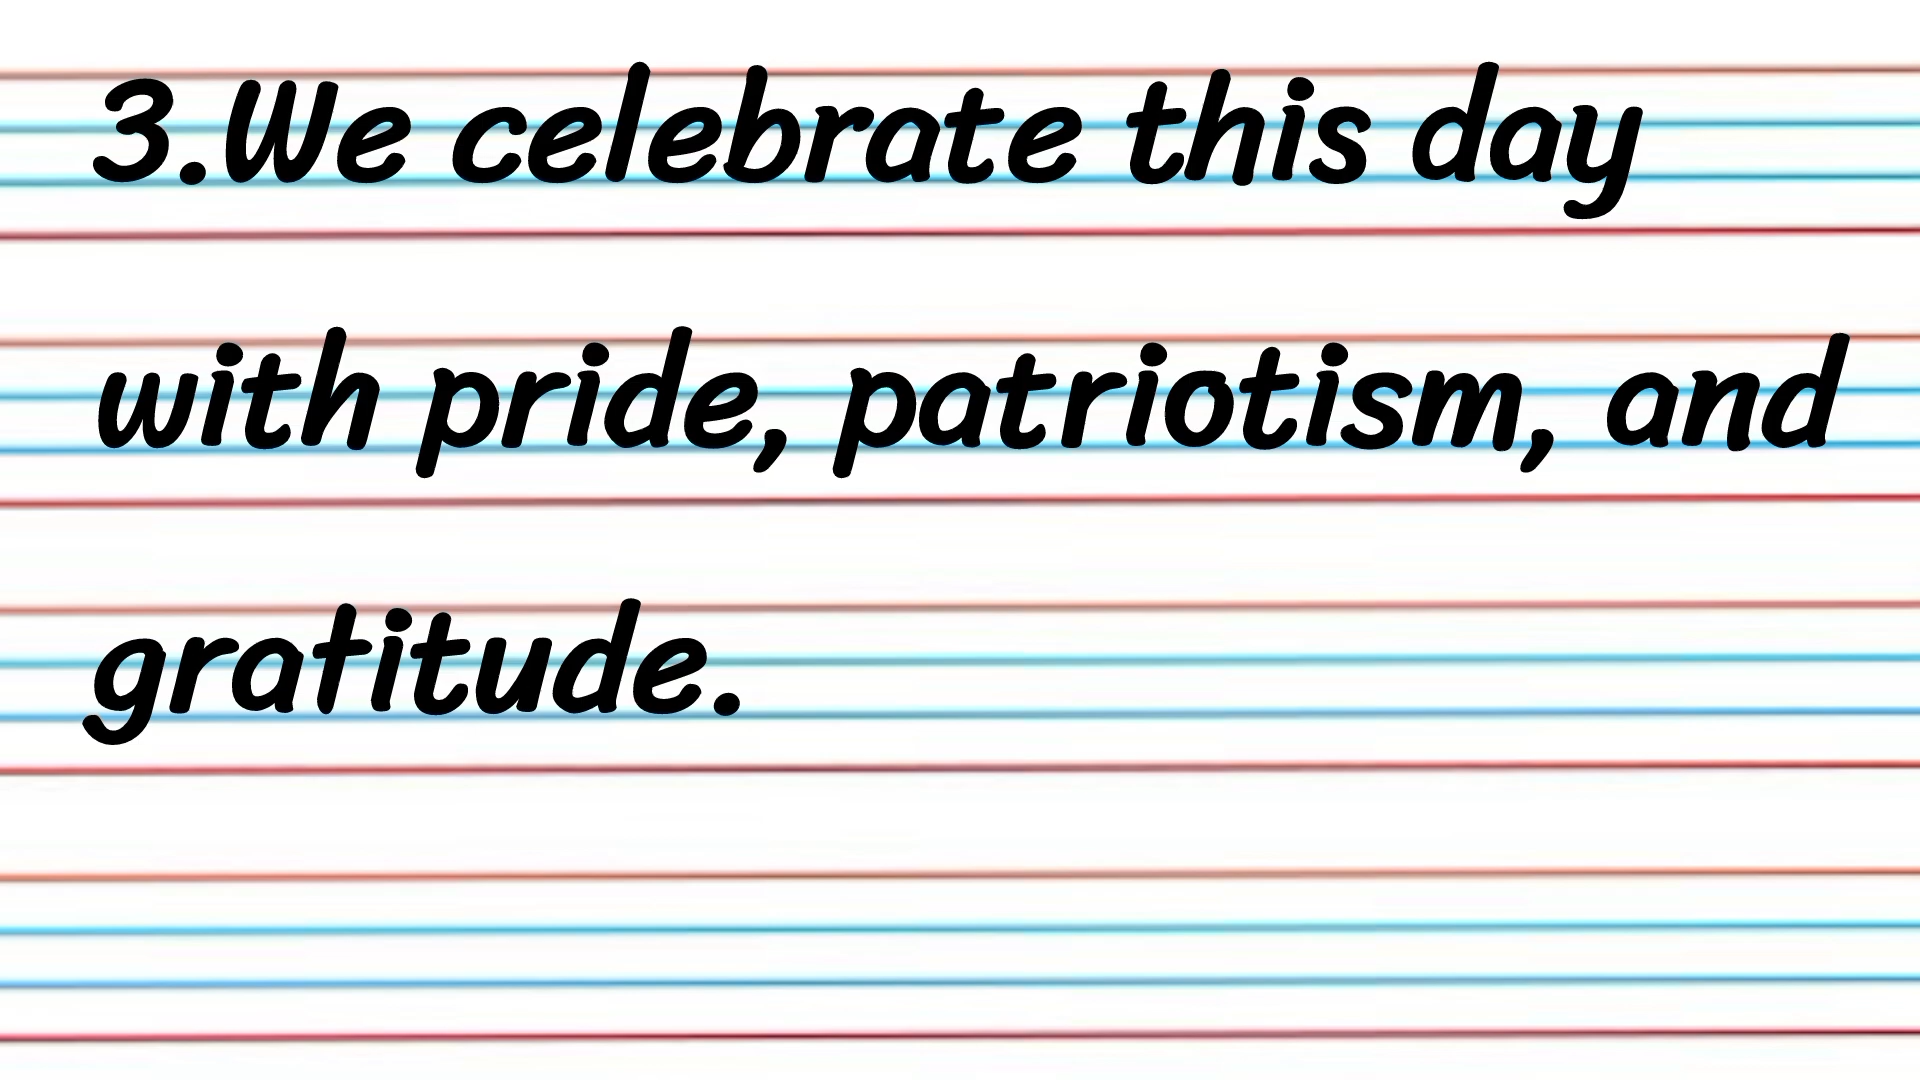 3.We celebrate this day
with pride, patriotism, and
gratitude.